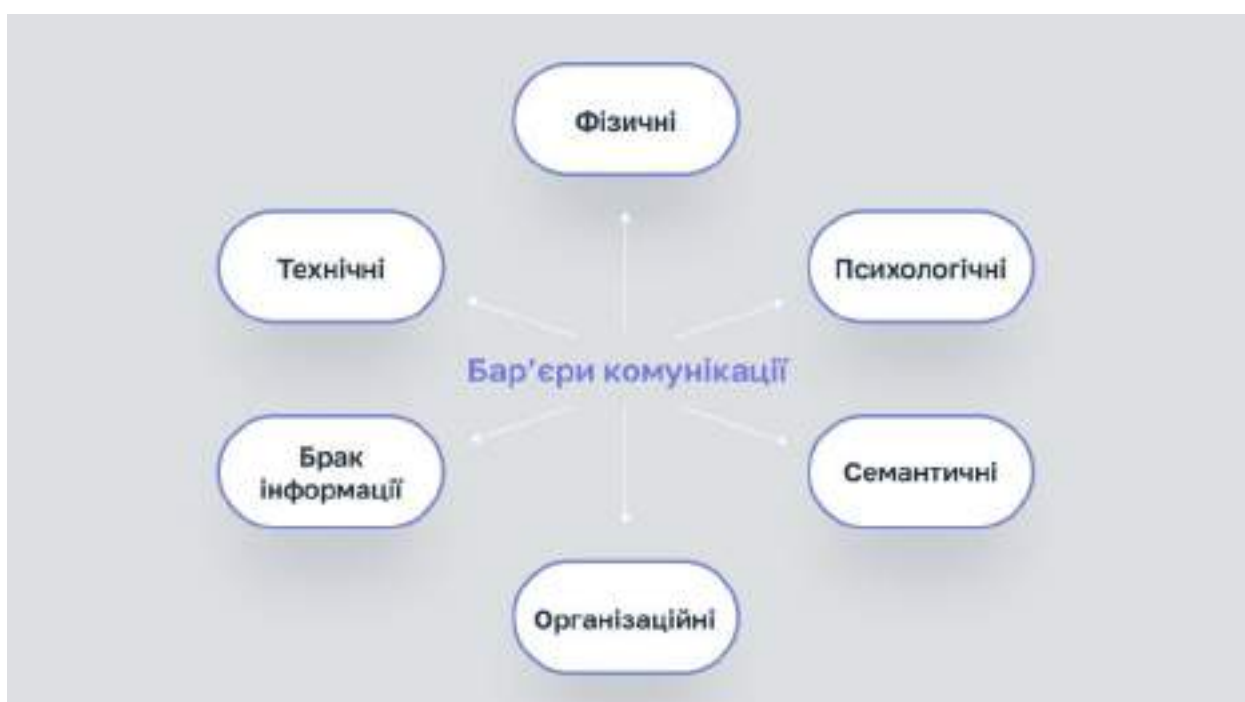 Фізичні
Технічні
Психологічні
Бар’єри комунікації
Брак
інформації
Семантичні
Організаційні